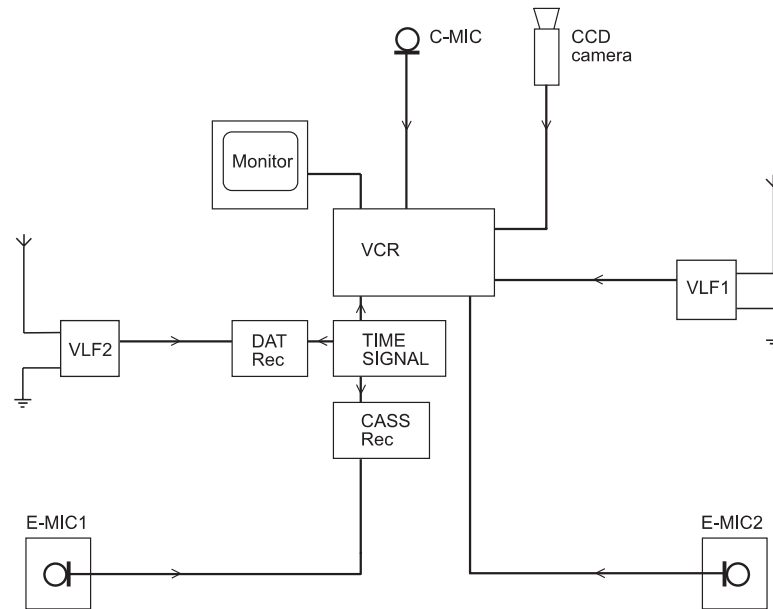 C-MIC
CCD
camera
Monitor
VCR
VLF1
VLF2
DAT
Rec
TIME
SIGNAL
CASS
Rec
E-MIC1
E-MIC2